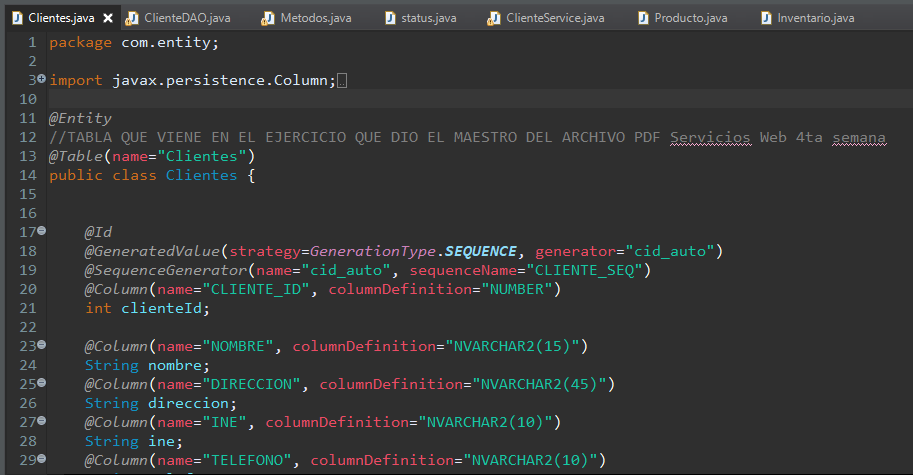 Clientes.java ClienteDAO.java Metodos.java status.java ClienteService.java Producto.java Inventario.java
1 package com.entity;
2
3 import javax.persistence.Column;
10
11 @Entity
12 //TABLA QUE VIENE EN EL EJERCICIO QUE DIO EL MAESTRO DEL ARCHIVO PDF Servicios Web 4ta semana
13 @Table(name="Clientes")
14 public class Clientes {
15
16
17 @Id
18 @GeneratedValue(strategy=GenerationType.SEQUENCE, generator="cid_auto")
19 @SequenceGenerator(name="cid_auto", sequenceName="CLIENTE_SEQ")
20 @Column(name="CLIENTE_ID", columnDefinition="NUMBER")
21 int clienteId;
22
23 @Column(name="NOMBRE", columnDefinition="NVARCHAR2(15)")
24 String nombre;
25 @Column(name="DIRECCION", columnDefinition="NVARCHAR2(45)")
26 String direccion;
27 @Column(name="INE", columnDefinition="NVARCHAR2(10)")
28 String ine;
29 @Column(name="TELEFONO", columnDefinition="NVARCHAR2(10)")